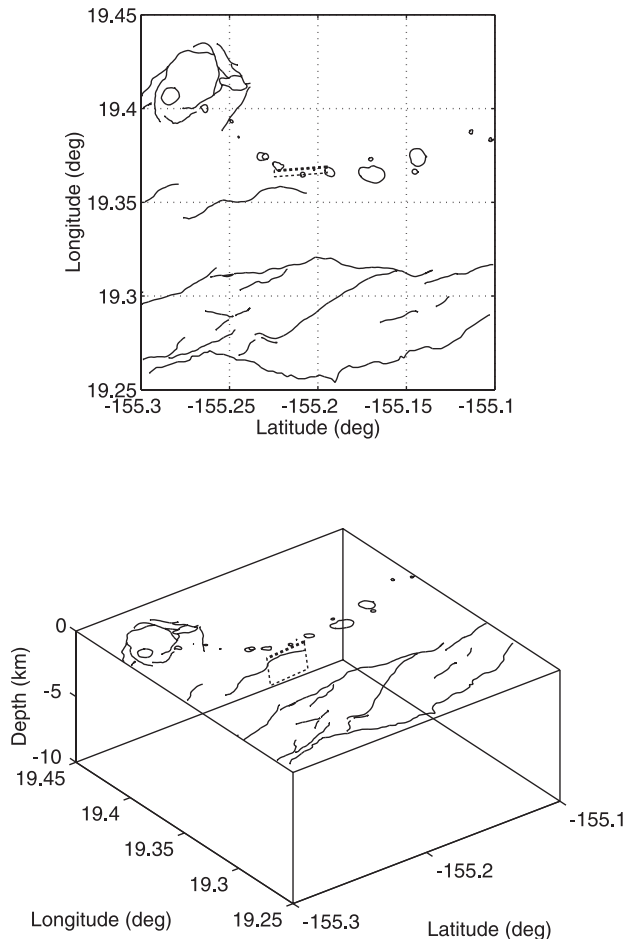 19.45
19.4
19.35
19.3
19.25
Longitude (deg)
-155.3 -155.25 -155.2 -155.15 -155.1
Latitude (deg)
0
-5
-10
Depth (km)
19.45
19.4
19.35
19.3
19.25
-155.3
-155.2
-155.1
Longitude (deg)
Latitude (deg)